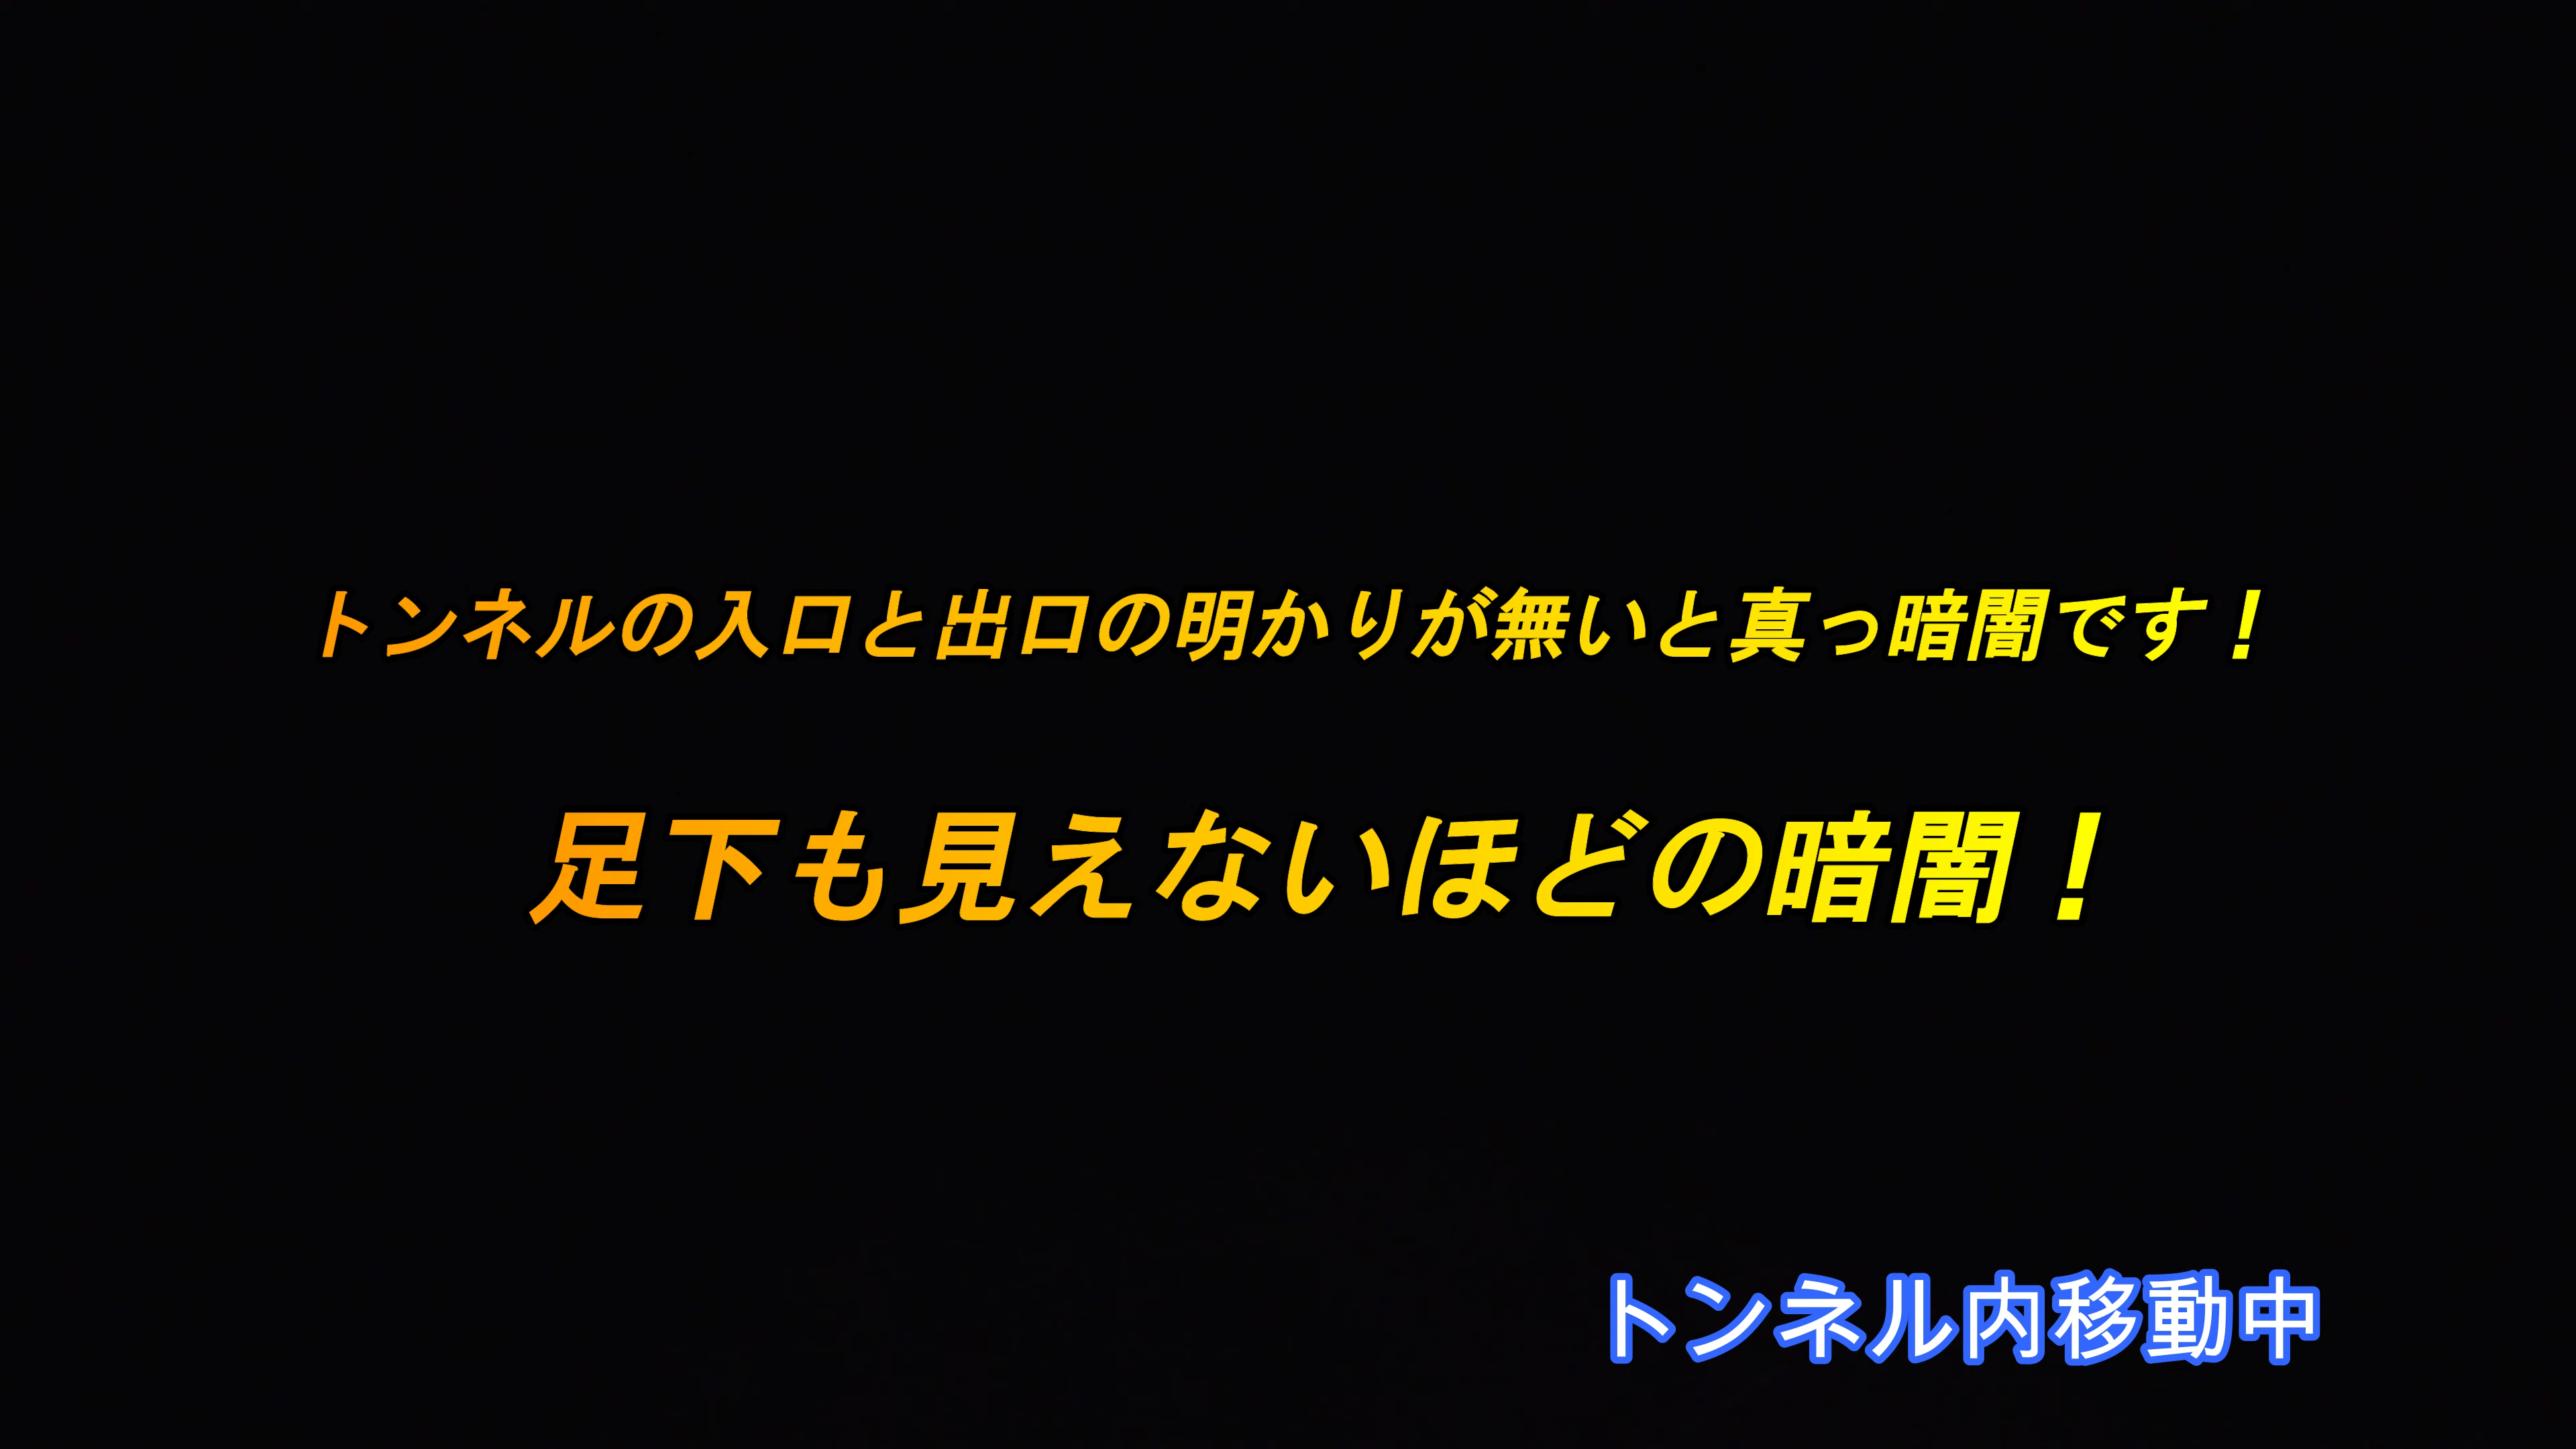 トンネルの入口と出口の明かりが無いと真っ暗闇です！
足下も見えないほどの暗闇！
トンネル内移動中